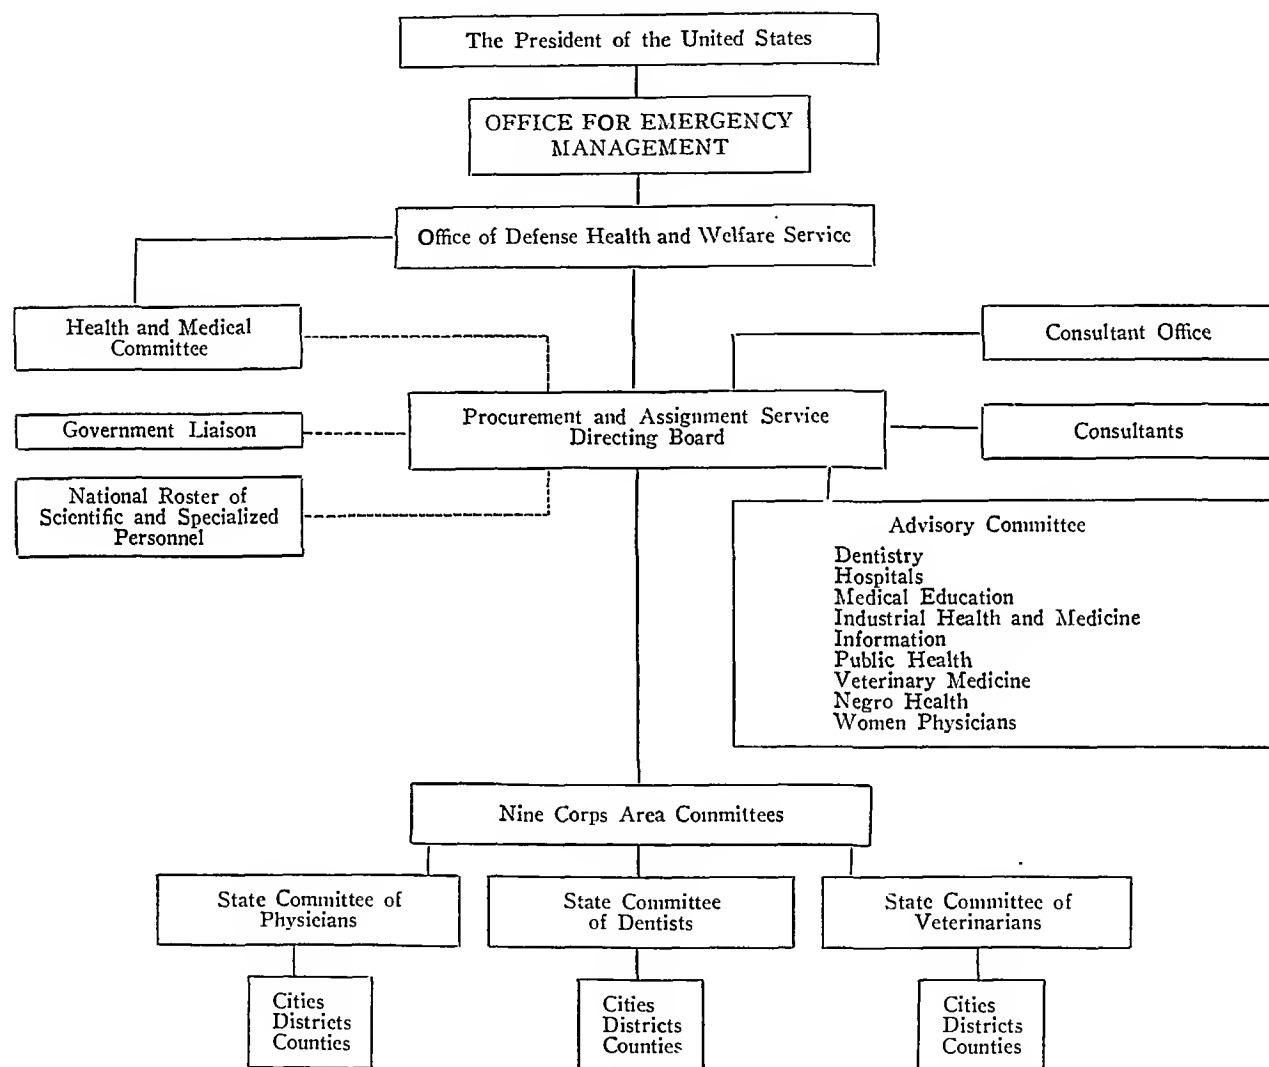 The President of the United States
OFFICE FOR EMERGENCY
MANAGEMENT
Office of Defense Health and Welfare Service
Health and Medical
Committee
Consultant Office
Procurement and Assignment Service
Directing Board
Government Liaison
Consultants
National Roster of
Scientific and Specialized
Personnel
Advisory Committee
Dentistry
Hospitals
Medical Education
Industrial Health and Medicine
Information
Public Health
Veterinary Medicine
Negro Health
Women Physicians
Nine Corps Area Committees
State Committee of
Physicians
State Committee
of Dentists
State Committee of
Veterinarians
Cities
Districts
Counties
Cities
Districts
Counties
Cities
Districts
Counties